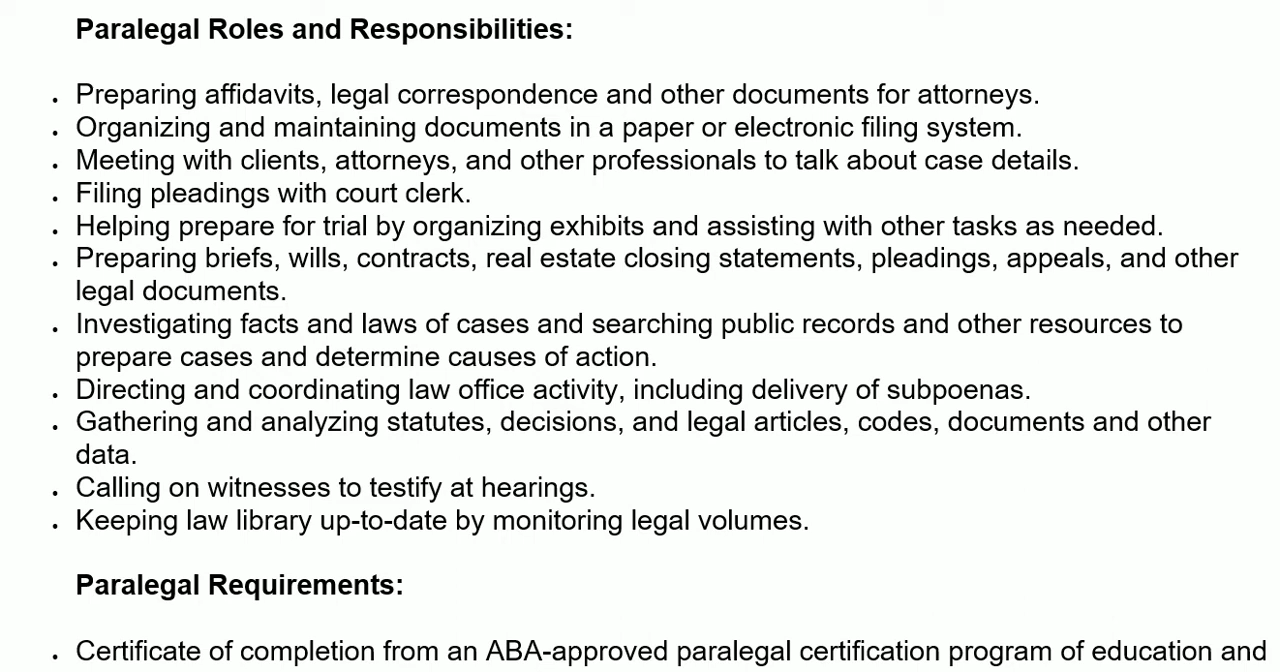 Paralegal Roles and Responsibilities:
• Preparing affidavits, legal correspondence and other documents for attorneys.
• Organizing and maintaining documents in a paper or electronic filing system.
• Meeting with clients, attorneys, and other professionals to talk about case details.
• Filing pleadings with court clerk.
• Helping prepare for trial by organizing exhibits and assisting with other tasks as needed.
• Preparing briefs, wills, contracts, real estate closing statements, pleadings, appeals, and other
legal documents.
• Investigating facts and laws of cases and searching public records and other resources to
prepare cases and determine causes of action.
• Directing and coordinating law office activity, including delivery of subpoenas.
• Gathering and analyzing statutes, decisions, and legal articles, codes, documents and other
data.
• Calling on witnesses to testify at hearings.
• Keeping law library up-to-date by monitoring legal volumes.
Paralegal Requirements:
• Certificate of completion from an ABA-approved paralegal certification program of education and